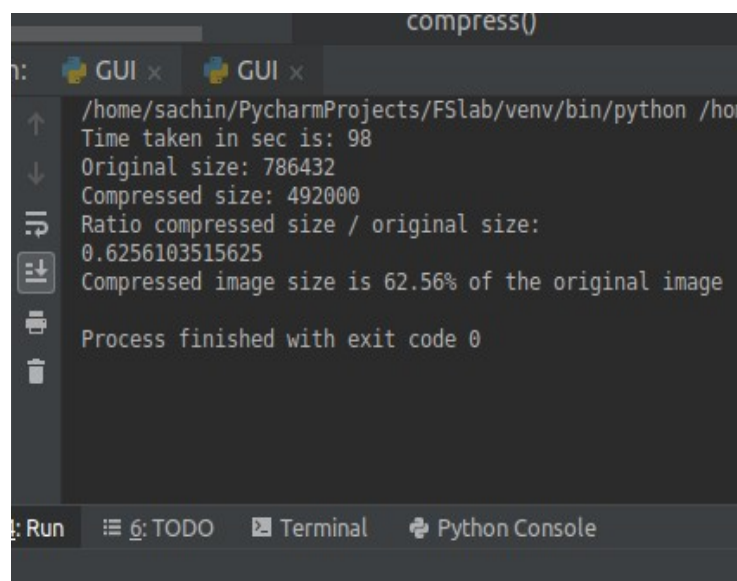 compress()
n:
GUI ×
GUI ×
/home/sachin/PycharmProjects/FSlab/venv/bin/python /ho
Time taken in sec is: 98
Original size: 786432
Compressed size: 492000
Ratio compressed size / original size:
0.6256103515625
Compressed image size is 62.56% of the original image
Process finished with exit code 0
4: Run
6: TODO
Terminal
Python Console